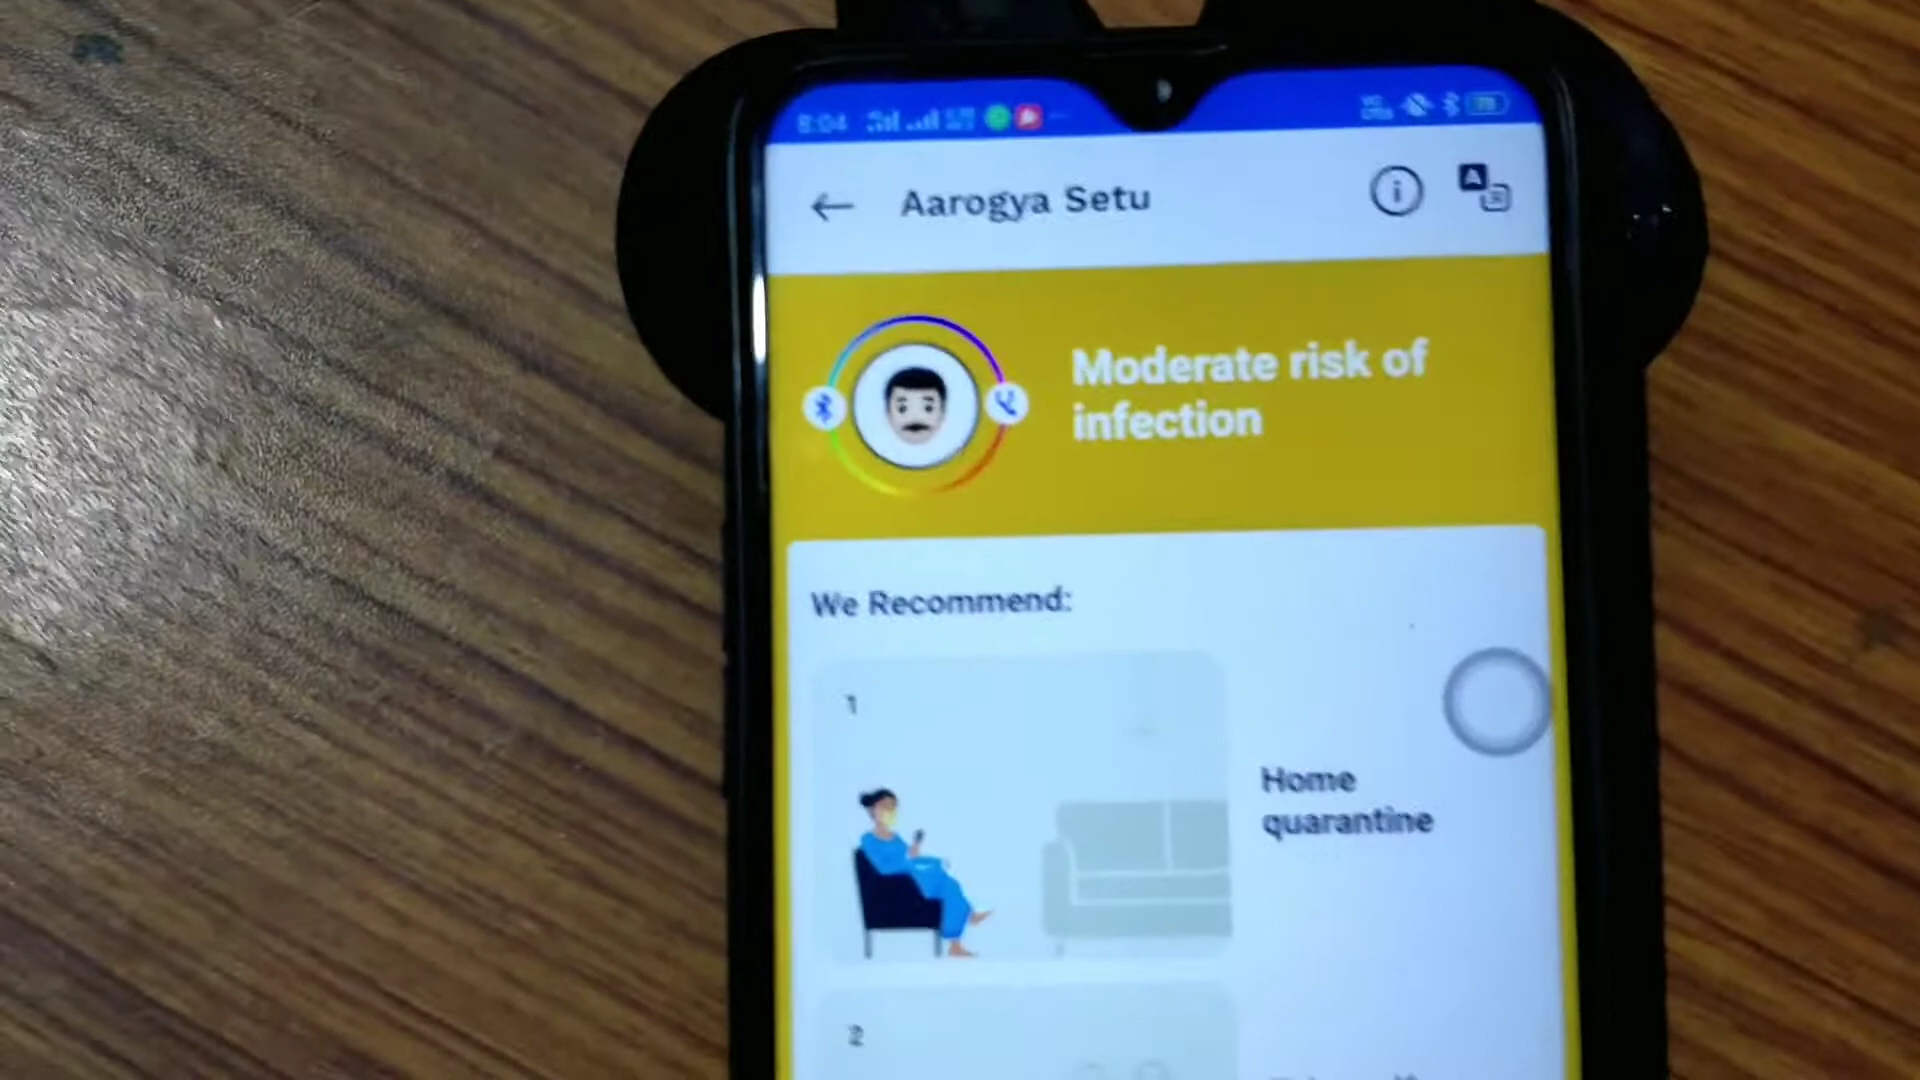 8:04
Aarogya Setu
Moderate risk of
infection
We Recommend:
1
Home
quarantine
2